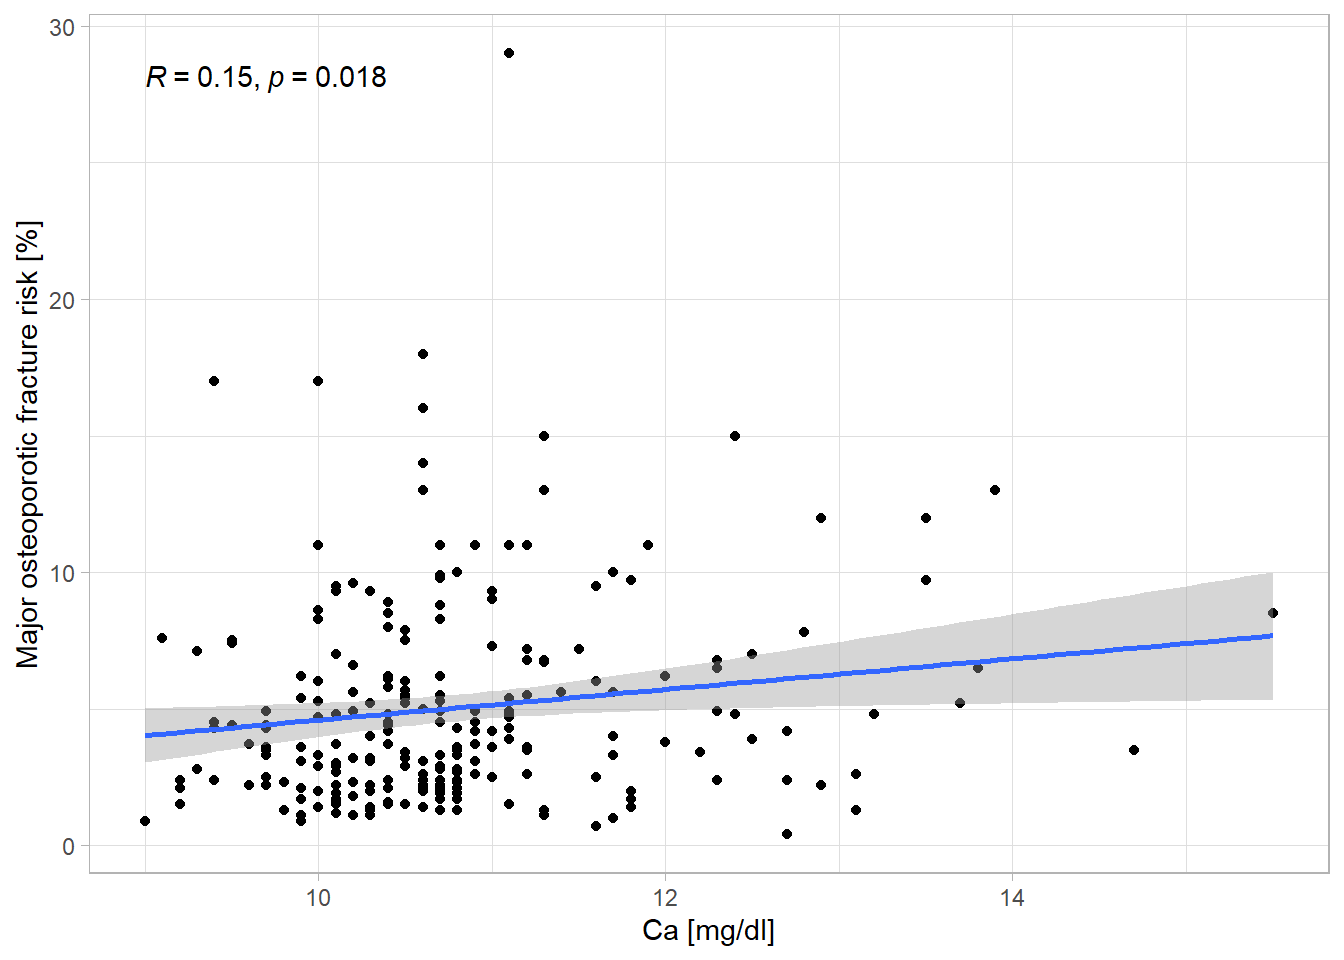 30
R = 0.15, p = 0.018
20
10
0
Major osteoporotic fracture risk [%]
10 12 14
Ca [mg/dl]